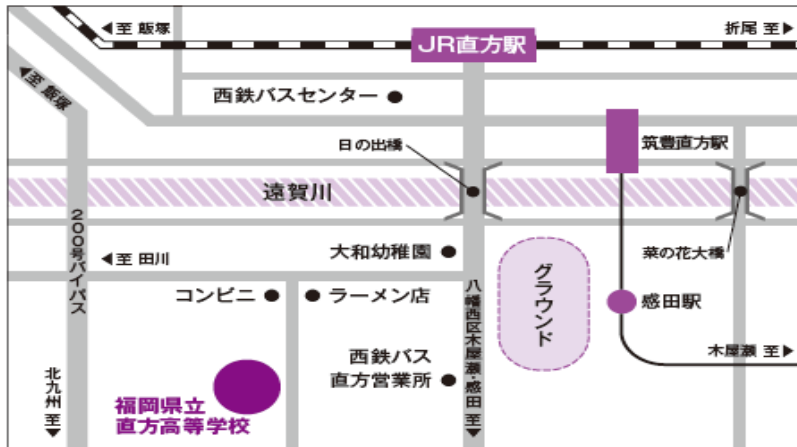 至 飯塚
JR直方駅
折尾 至
至 飯塚
西鉄バスセンター
日の出橋
筑豊直方駅
遠賀川
200号バイパス
至 田川
大和幼稚園
グラウンド
菜の花大橋
コンビニ
ラーメン店
八幡西区木屋瀬・感田 至
感田駅
西鉄バス
直方営業所
木屋瀬 至
北九州 至
福岡県立
直方高等学校